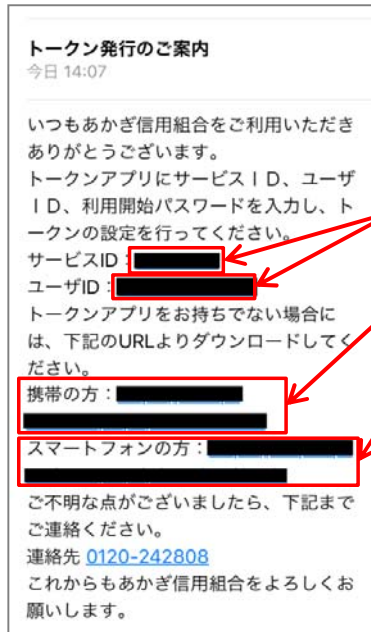 トークン発行のご案内
今日 14:07
いつもあかぎ信用組合をご利用いただき
ありがとうございます。
トークンアプリにサービスＩＤ、ユーザ
ＩＤ、利用開始パスワードを入力し、ト
ークンの設定を行ってください。
サービスID：
ユーザID：
トークンアプリをお持ちでない場合に
は、下記のURLよりダウンロードしてく
ださい。
携帯の方：
スマートフォンの方：
ご不明な点がございましたら、下記まで
ご連絡ください。
連絡先 0120-242808
これからもあかぎ信用組合をよろしくお
願いします。